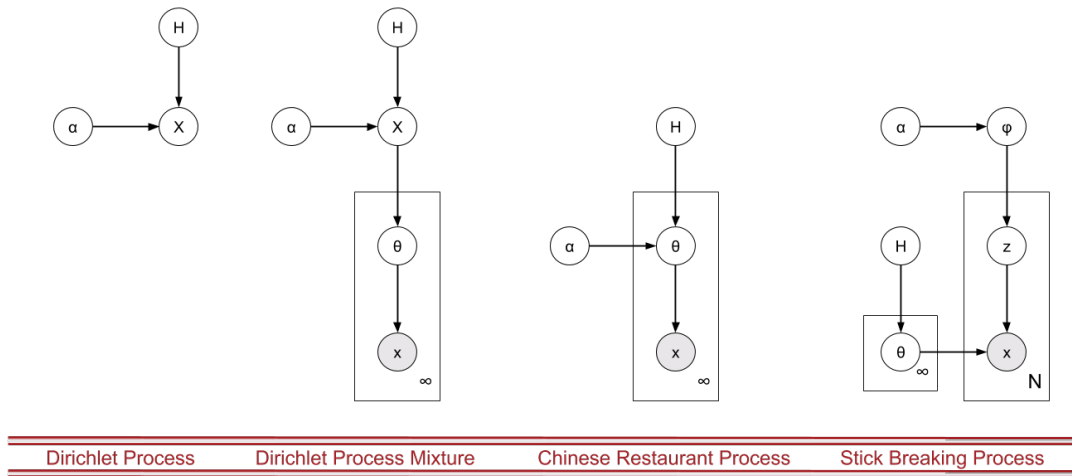 H
H
α
X
α
X
H
α
φ
α
θ
θ
H
z
x
∞
x
∞
θ
∞
x
N
Dirichlet Process
Dirichlet Process Mixture
Chinese Restaurant Process
Stick Breaking Process